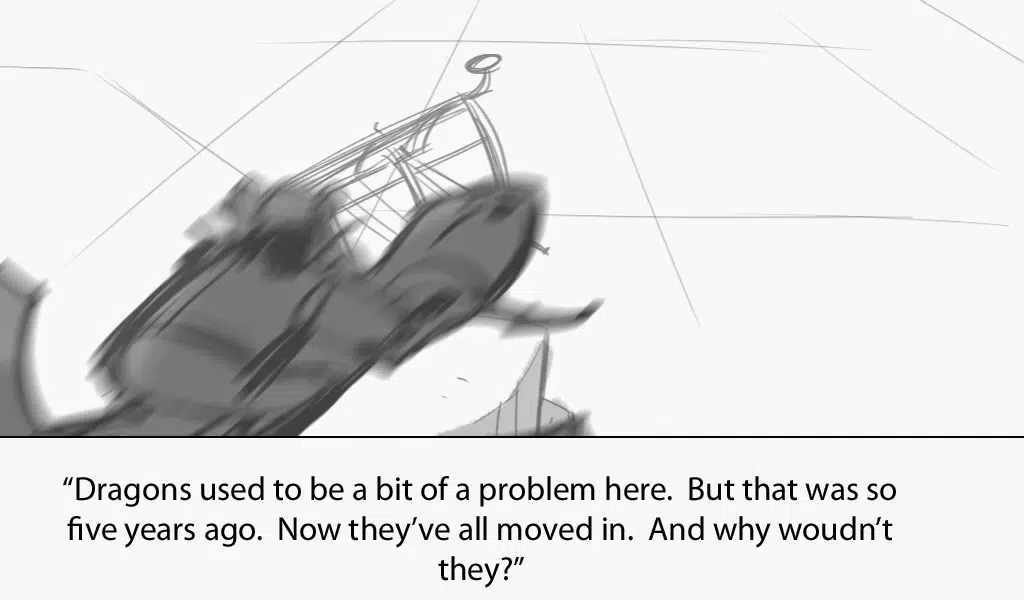 “Dragons used to be a bit of a problem here.  But that was so
five years ago.  Now they’ve all moved in.  And why woudn’t
they?”